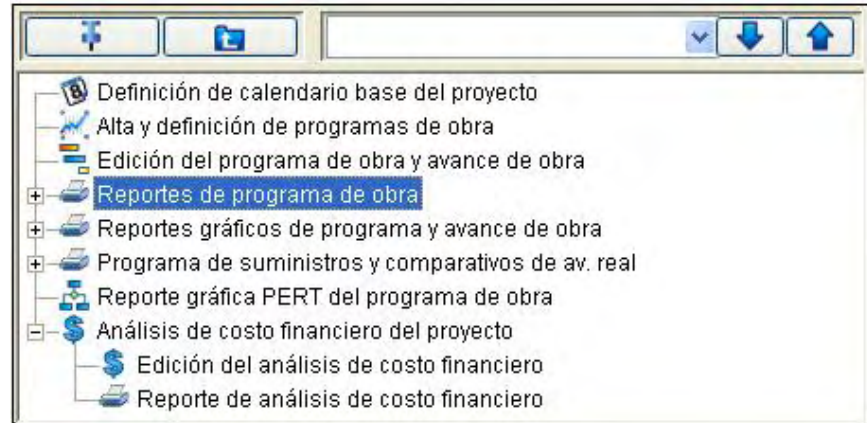 Definición de calendario base del proyecto
Alta y definición de programas de obra
Edición del programa de obra y avance de obra
Reportes de programa de obra
Reportes gráficos de programa y avance de obra
Programa de suministros y comparativos de av. real
Reporte gráfica PERT del programa de obra
Análisis de costo financiero del proyecto
Edición del análisis de costo financiero
Reporte de análisis de costo financiero